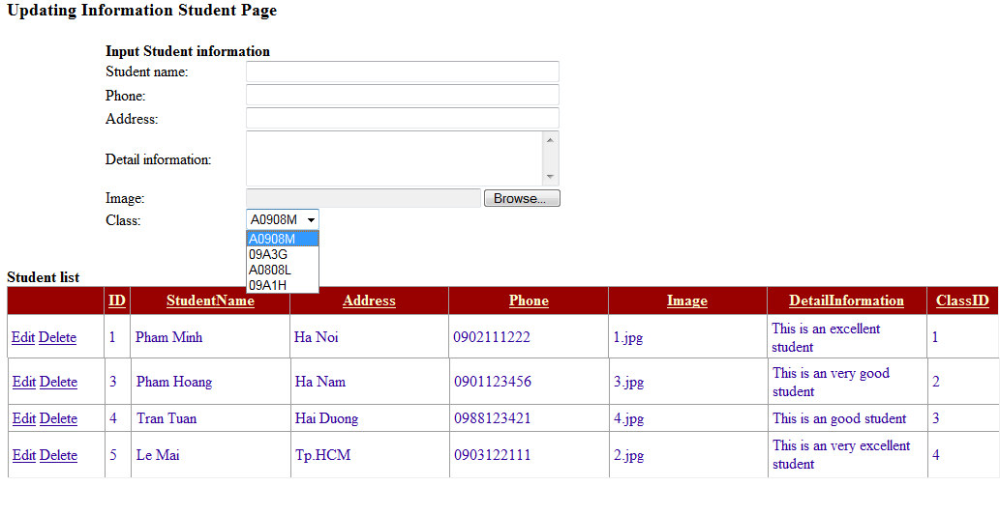 Updating Information Student Page
Input Student information
Student name:
Phone:
Address:
Detail information:
Image: Browse...
Class: A0908M
A0908M
09A3G
A0808L
09A1H
Student list
ID StudentName Address Phone Image DetailInformation ClassID
Edit Delete 1 Pham Minh Ha Noi 0902111222 1.jpg This is an excellent student 1
Edit Delete 3 Pham Hoang Ha Nam 0901123456 3.jpg This is an very good student 2
Edit Delete 4 Tran Tuan Hai Duong 0988123421 4.jpg This is an good student 3
Edit Delete 5 Le Mai Tp.HCM 0903122111 2.jpg This is an very excellent student 4